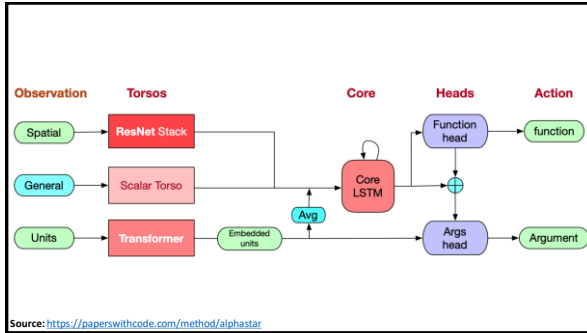 Observation Torsos Core Heads Action
Spatial
ResNet Stack
Function
head
function
General
Scalar Torso
Core
LSTM
Avg
Units
Transformer
Embedded
units
Args
head
Argument
Source: https://paperswithcode.com/method/alphastar